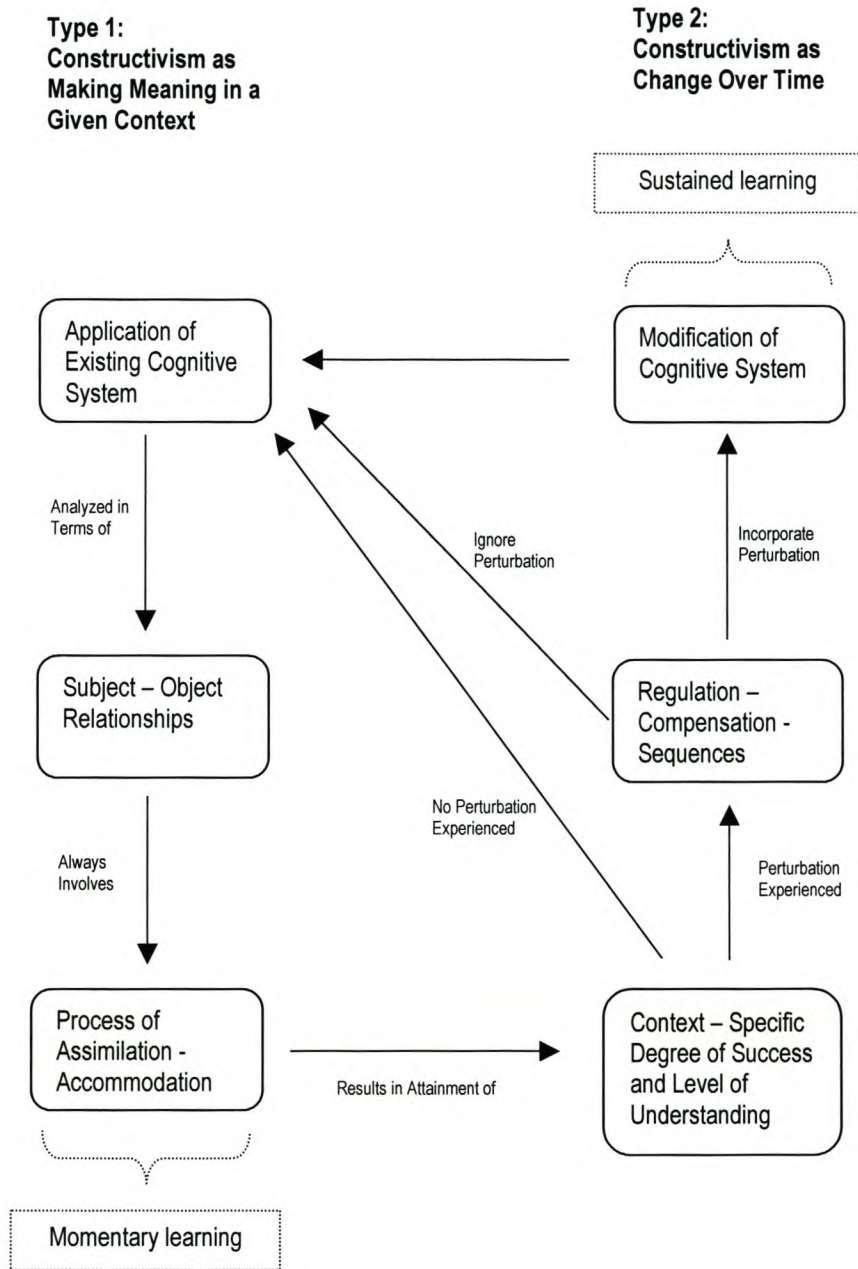 Type 1:
Constructivism as
Making Meaning in a
Given Context
Type 2:
Constructivism as
Change Over Time
Sustained learning
Application of
Existing Cognitive
System
Modification of
Cognitive System
Analyzed in
Terms of
Ignore
Perturbation
Incorporate
Perturbation
Subject – Object
Relationships
Regulation –
Compensation -
Sequences
No Perturbation
Experienced
Always
Involves
Perturbation
Experienced
Process of
Assimilation -
Accommodation
Results in Attainment of
Context – Specific
Degree of Success
and Level of
Understanding
Momentary learning